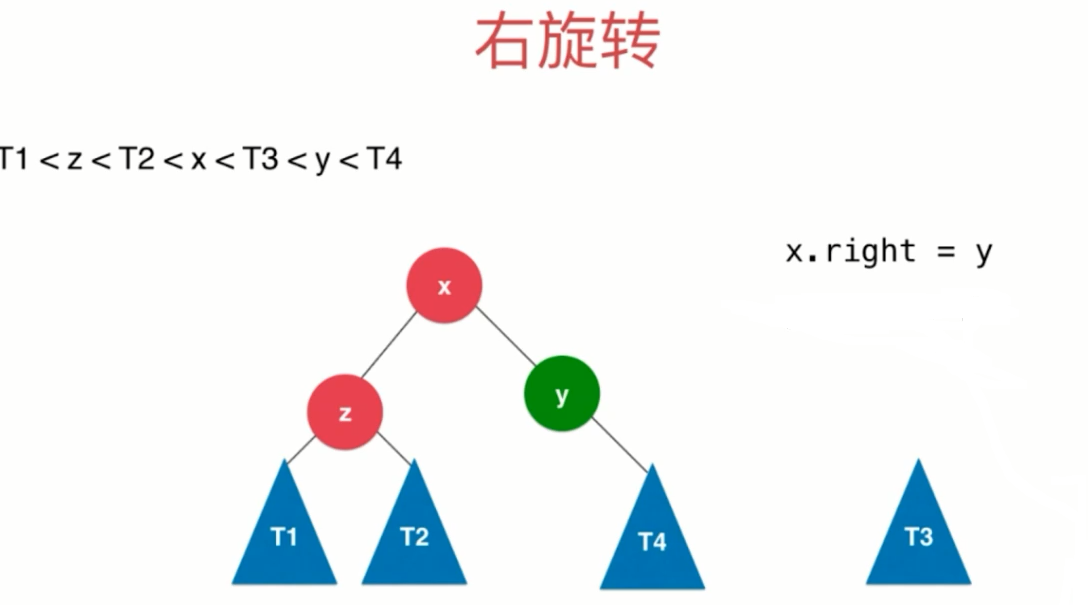 右旋转
T1 < z < T2 < x < T3 < y < T4
x.right = y
x
y
z
T1
T2
T4
T3